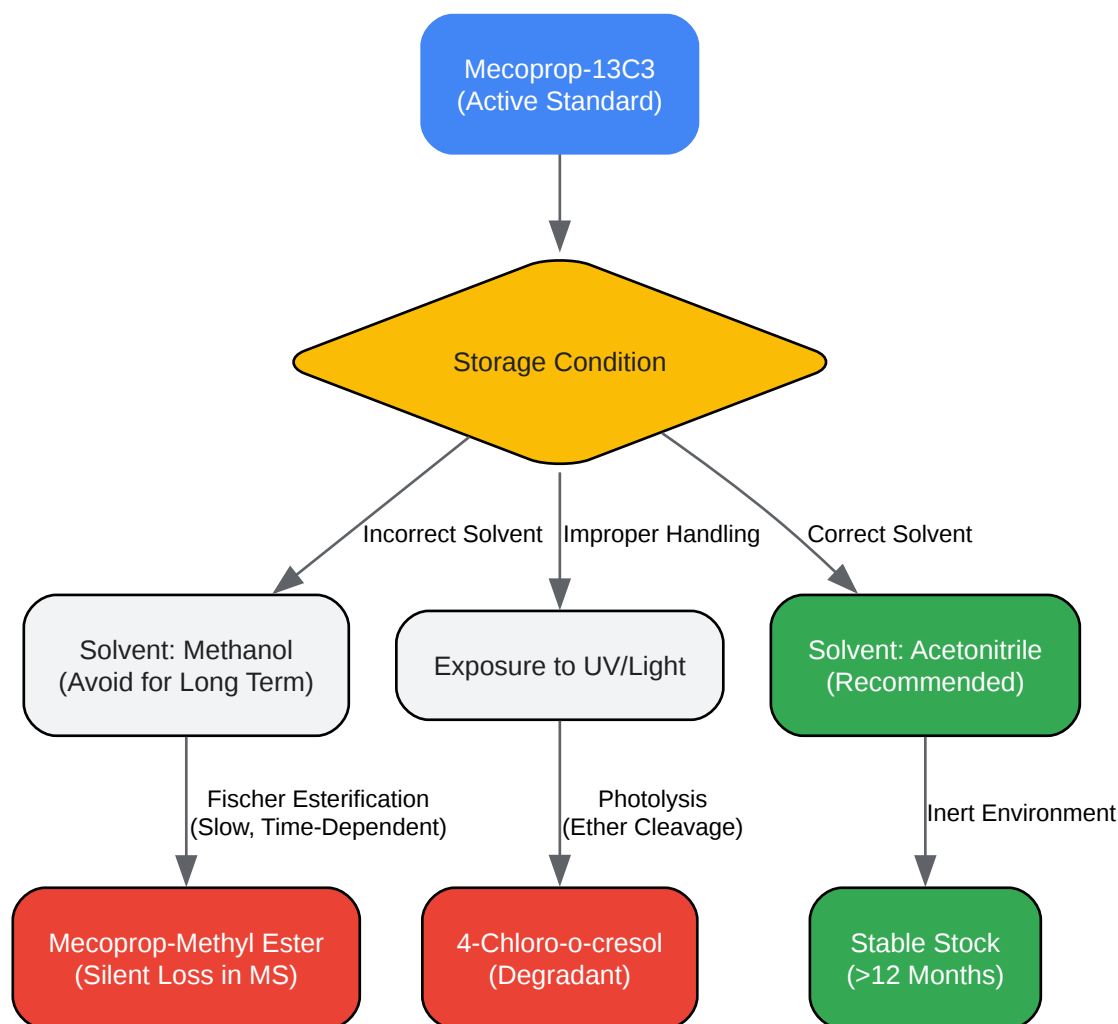 Mecoprop-13C3
(Active Standard)
Storage Condition
Incorrect Solvent
Improper Handling
Correct Solvent
Solvent: Methanol
(Avoid for Long Term)
Exposure to UV/Light
Solvent: Acetonitrile
(Recommended)
Fischer Esterification
(Slow, Time-Dependent)
Photolysis
(Ether Cleavage)
Inert Environment
Mecoprop-Methyl Ester
(Silent Loss in MS)
4-Chloro-o-cresol
(Degradant)
Stable Stock
(>12 Months)